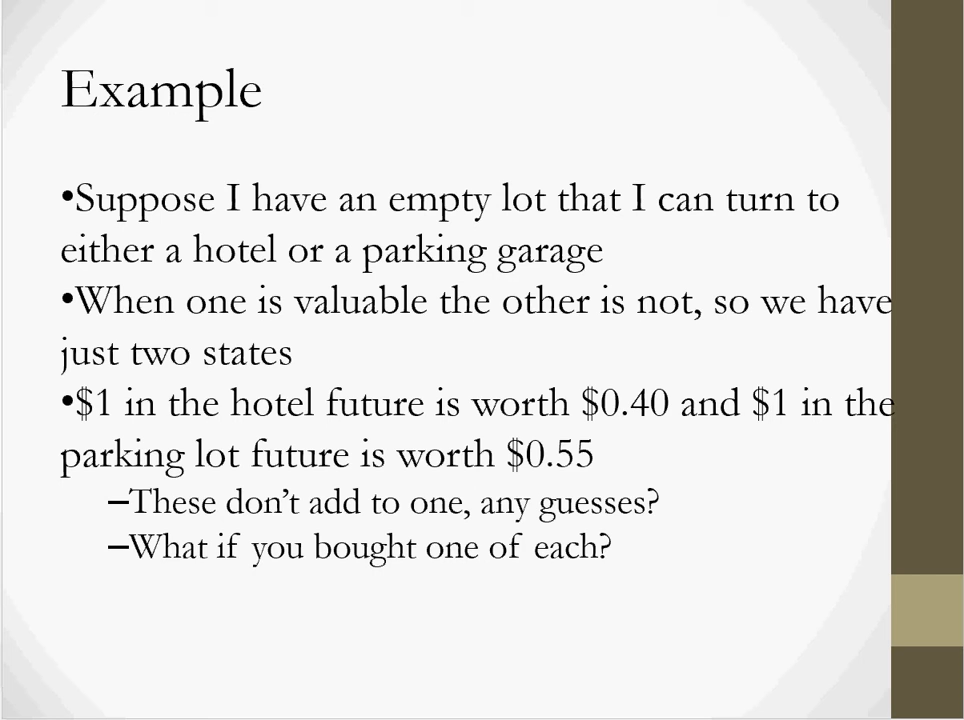 Example
•Suppose I have an empty lot that I can turn to
either a hotel or a parking garage
•When one is valuable the other is not, so we have
just two states
•$1 in the hotel future is worth $0.40 and $1 in the
parking lot future is worth $0.55
–These don’t add to one, any guesses?
–What if you bought one of each?